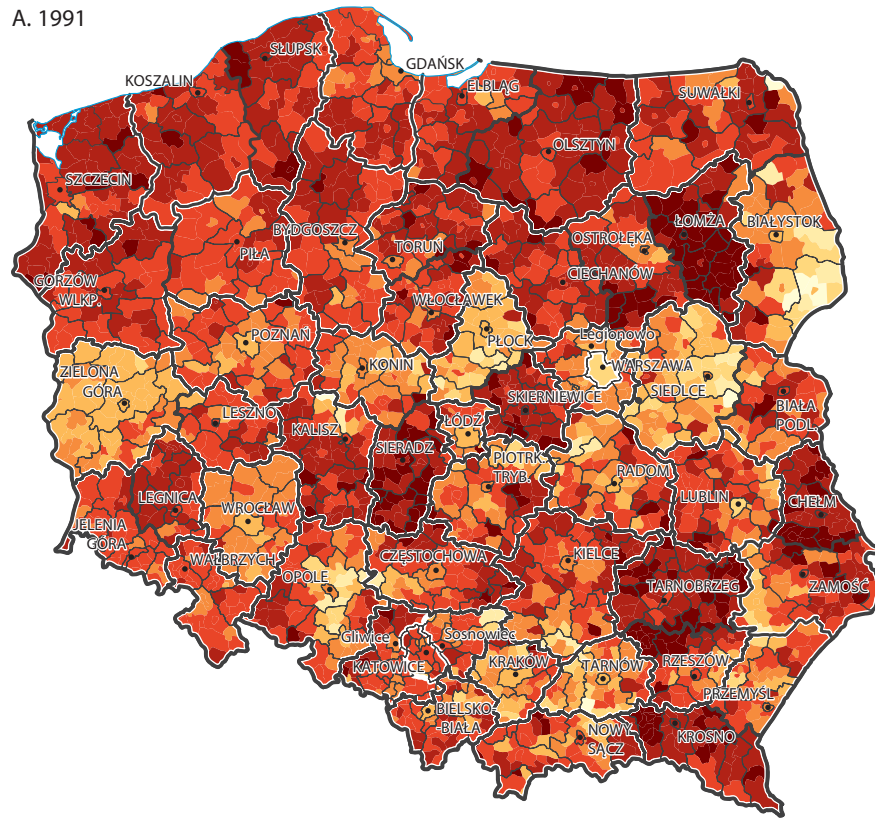 A. 1991
SŁUPSK
GDAŃSK
KOSZALIN
ELBLĄG
SUWAŁKI
OLSZTYN
SZCZECIN
ŁOMŻA
BIAŁYSTOK
BYDGOSZCZ
TORUŃ
OSTROŁĘKA
PIŁA
CIECHANÓW
GORZÓW
WLKP.
WŁOCŁAWEK
POZNAŃ
PŁOCK
Legionowo
KONIN
WARSZAWA
ZIELONA
GÓRA
SIEDLCE
SKIERNIEWICE
BIAŁA
PODL.
LESZNO
KALISZ
ŁÓDŹ
SIERADZ
PIOTRK.
TRYB.
RADOM
LEGNICA
LUBLIN
CHEŁM
WROCŁAW
JELENIA
GÓRA
WAŁBRZYCH
CZĘSTOCHOWA
KIELCE
OPOLE
TARNOBRZEG
ZAMOŚĆ
Gliwice
Sosnowiec
KATOWICE
KRAKÓW
TARNÓW
RZESZÓW
PRZEMYŚL
BIELSKO-
-BIAŁA
NOWY
SĄCZ
KROSNO